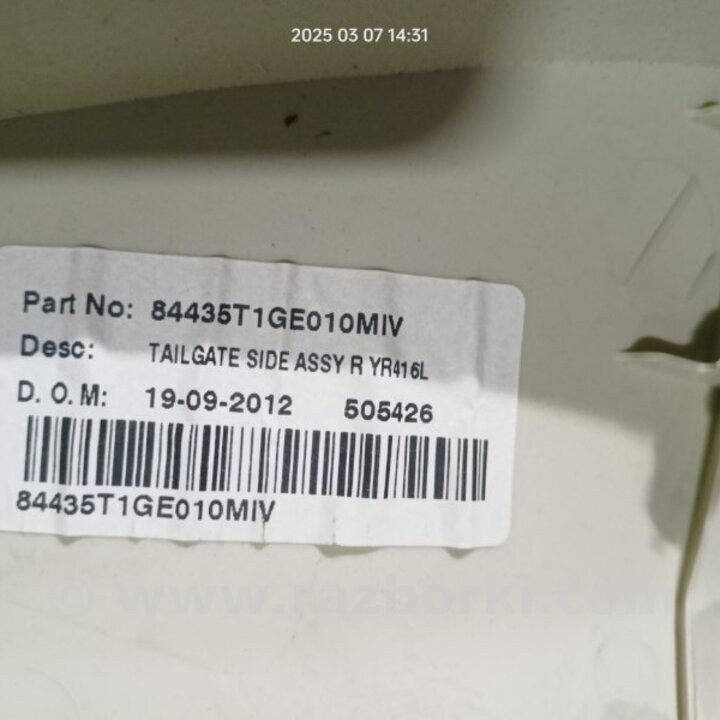 2025 03 07 14:31
Part No: 84435T1GE010MIV
Desc: TAILGATE SIDE ASSY R YR416L
D. O. M: 19-09-2012 505426
84435T1GE010MIV
© www.razborki.com